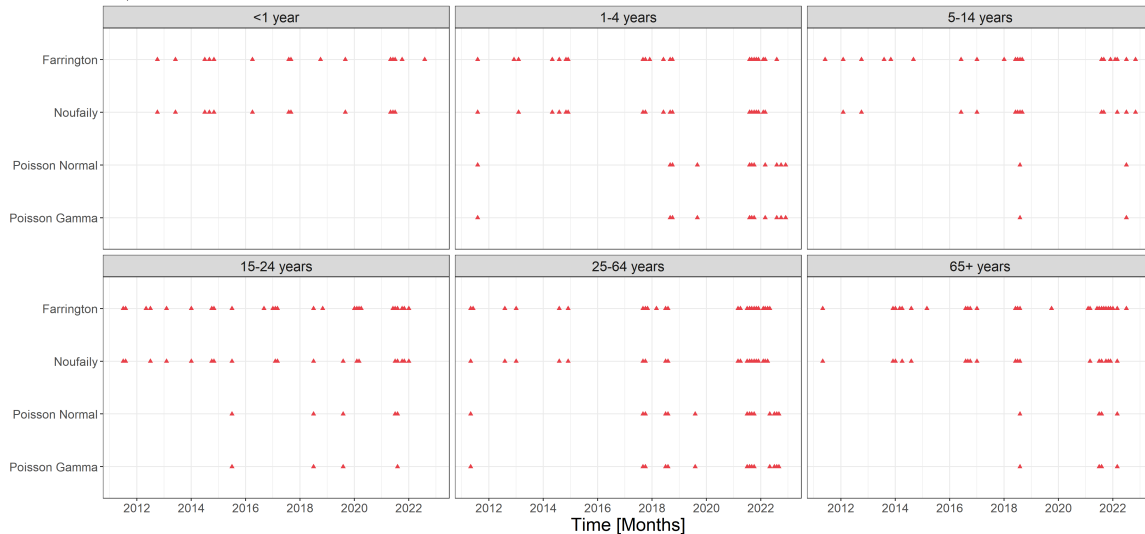 <1 year
1-4 years
5-14 years
Farrington
Noufaily
Poisson Normal
Poisson Gamma
15-24 years
25-64 years
65+ years
Farrington
Noufaily
Poisson Normal
Poisson Gamma
2012 2014 2016 2018 2020 2022
2012 2014 2016 2018 2020 2022
2012 2014 2016 2018 2020 2022
Time [Months]